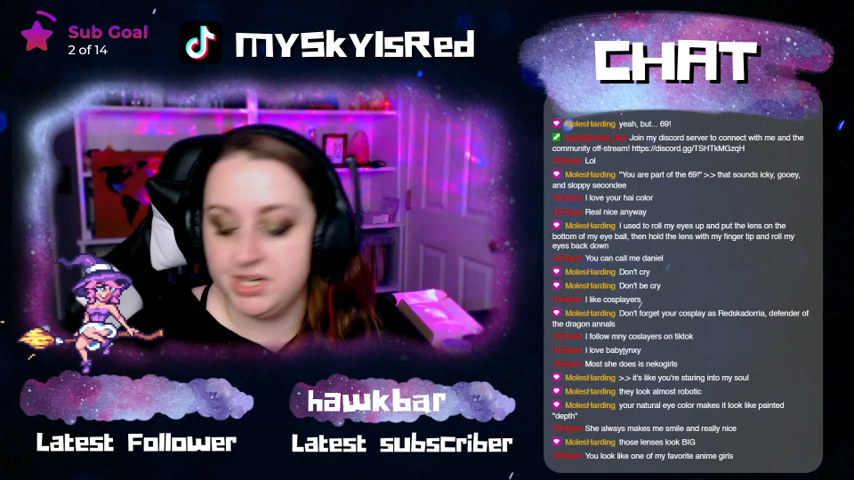 Sub Goal
2 of 14
MYSkYIsRed
CHAT
MolesHarding yeah, but... 69!
Join my discord server to connect with me and the
community off-stream! https://discord.gg/TSHTkMGzqH
Lol
MolesHarding "You are part of the 69!" >.> that sounds icky, gooey,
and sloppy secondee
I love your hai color
Real nice anyway
MolesHarding I used to roll my eyes up and put the lens on the
bottom of my eye ball, then hold the lens with my finger tip and roll my
eyes back down
You can call me daniel
MolesHarding Don't cry
MolesHarding Don't be cry
I like cosplayers
MolesHarding Don't forget your cosplay as Redskadorria, defender of
the dragon annals
I follow mny coslayers on tiktok
I love babyjynxy
Most she does is nekogirls
MolesHarding >.> it's like you're staring into my soul
MolesHarding they look almost robotic
MolesHarding your natural eye color makes it look like painted
"depth"
She always makes me smile and really nice
MolesHarding those lenses look BIG
You look like one of my favorite anime girls
hawkbar
Latest Follower
Latest subscriber